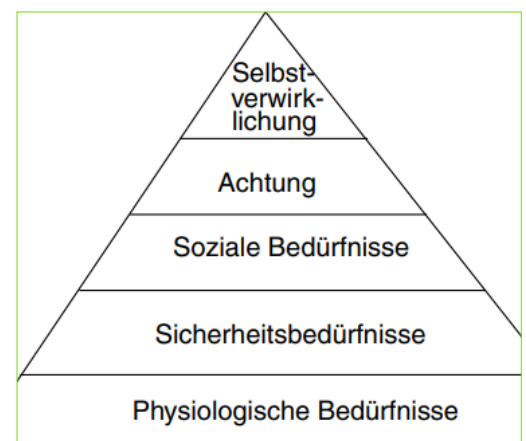 Selbst-
verwirk-
lichung
Achtung
Soziale Bedürfnisse
Sicherheitsbedürfnisse
Physiologische Bedürfnisse